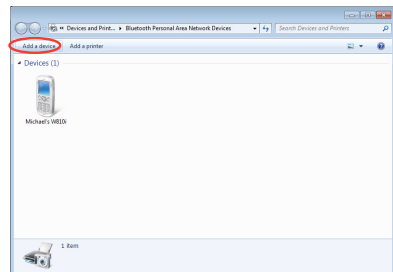 « Devices and Print... ▸ Bluetooth Personal Area Network Devices
Search Devices and Printers
Add a device Add a printer
Devices (1)
Michael's W810i
1 item